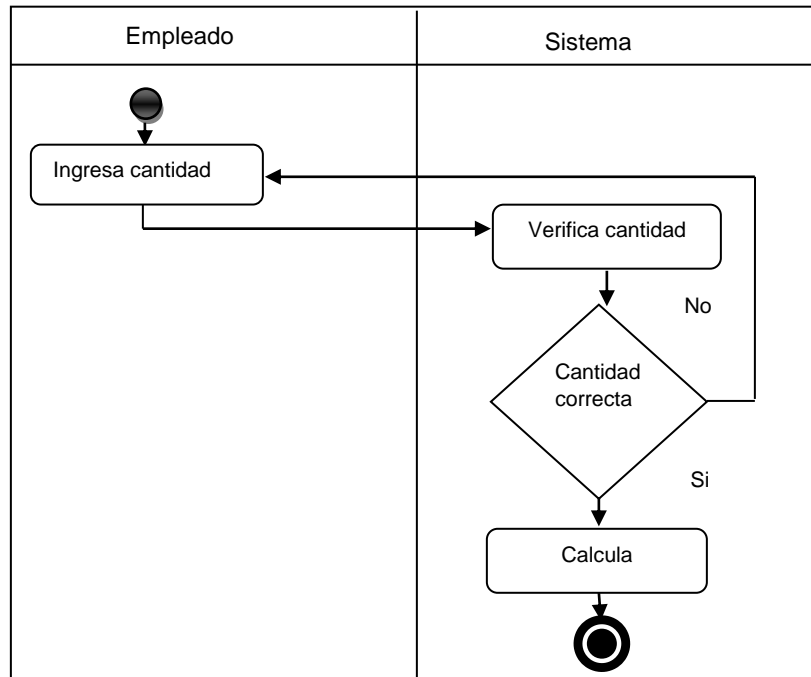 Empleado
Sistema
Ingresa cantidad
Verifica cantidad
No
Cantidad
correcta
Si
Calcula